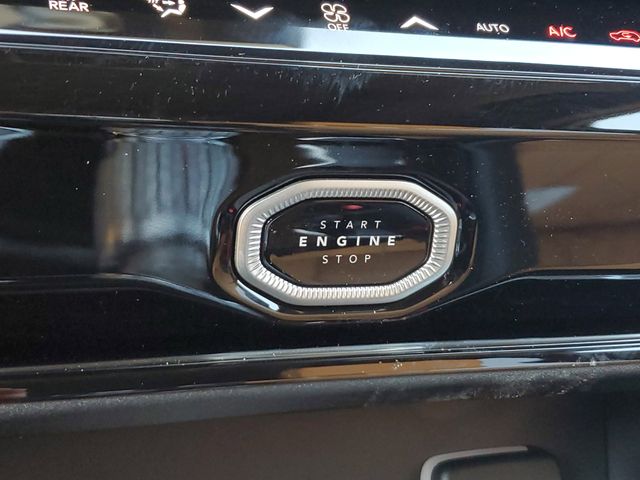 REAR OFF AUTO A/C
START
ENGINE
STOP